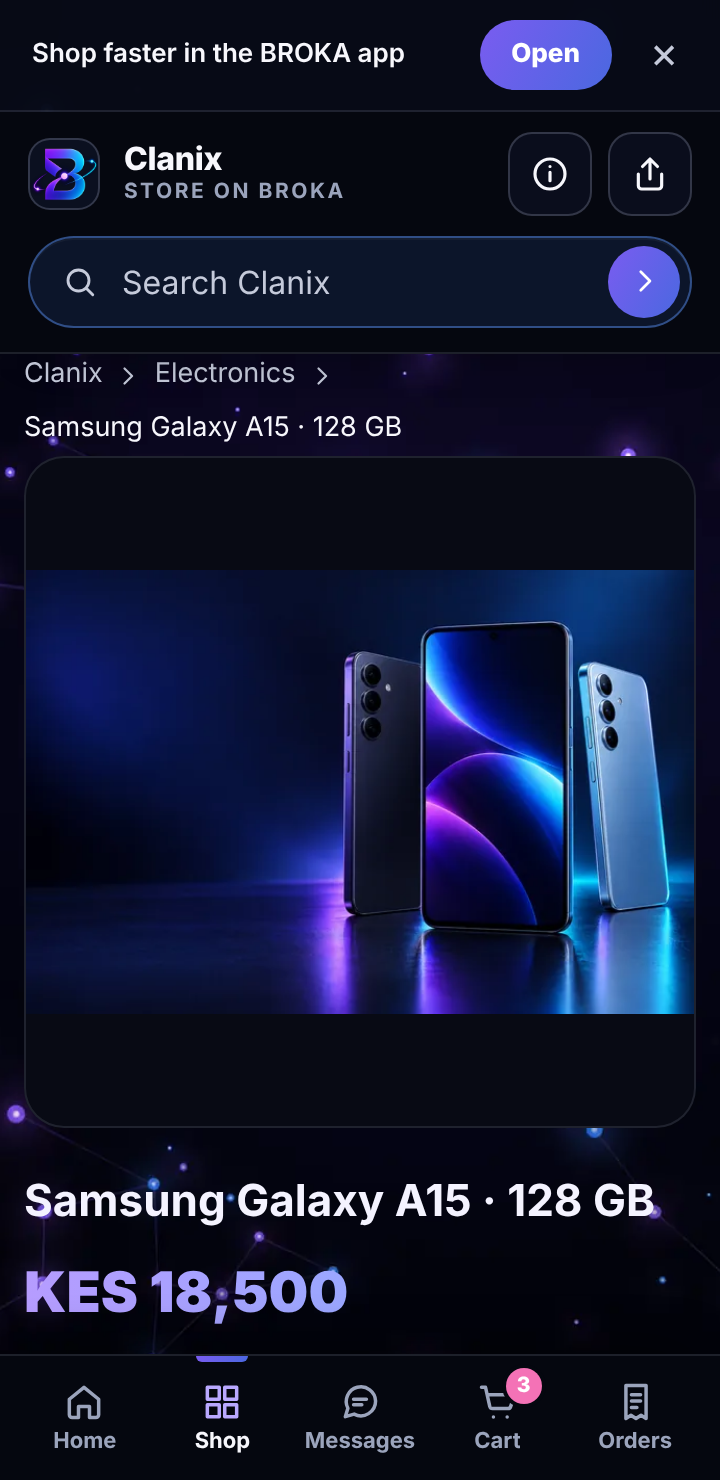 Shop faster in the BROKA app
Open
Clanix
STORE ON BROKA
Search Clanix
Clanix
Electronics
Samsung Galaxy A15 · 128 GB
Samsung Galaxy A15 · 128 GB
KES 18,500
3
Home
Shop
Messages
Cart
Orders